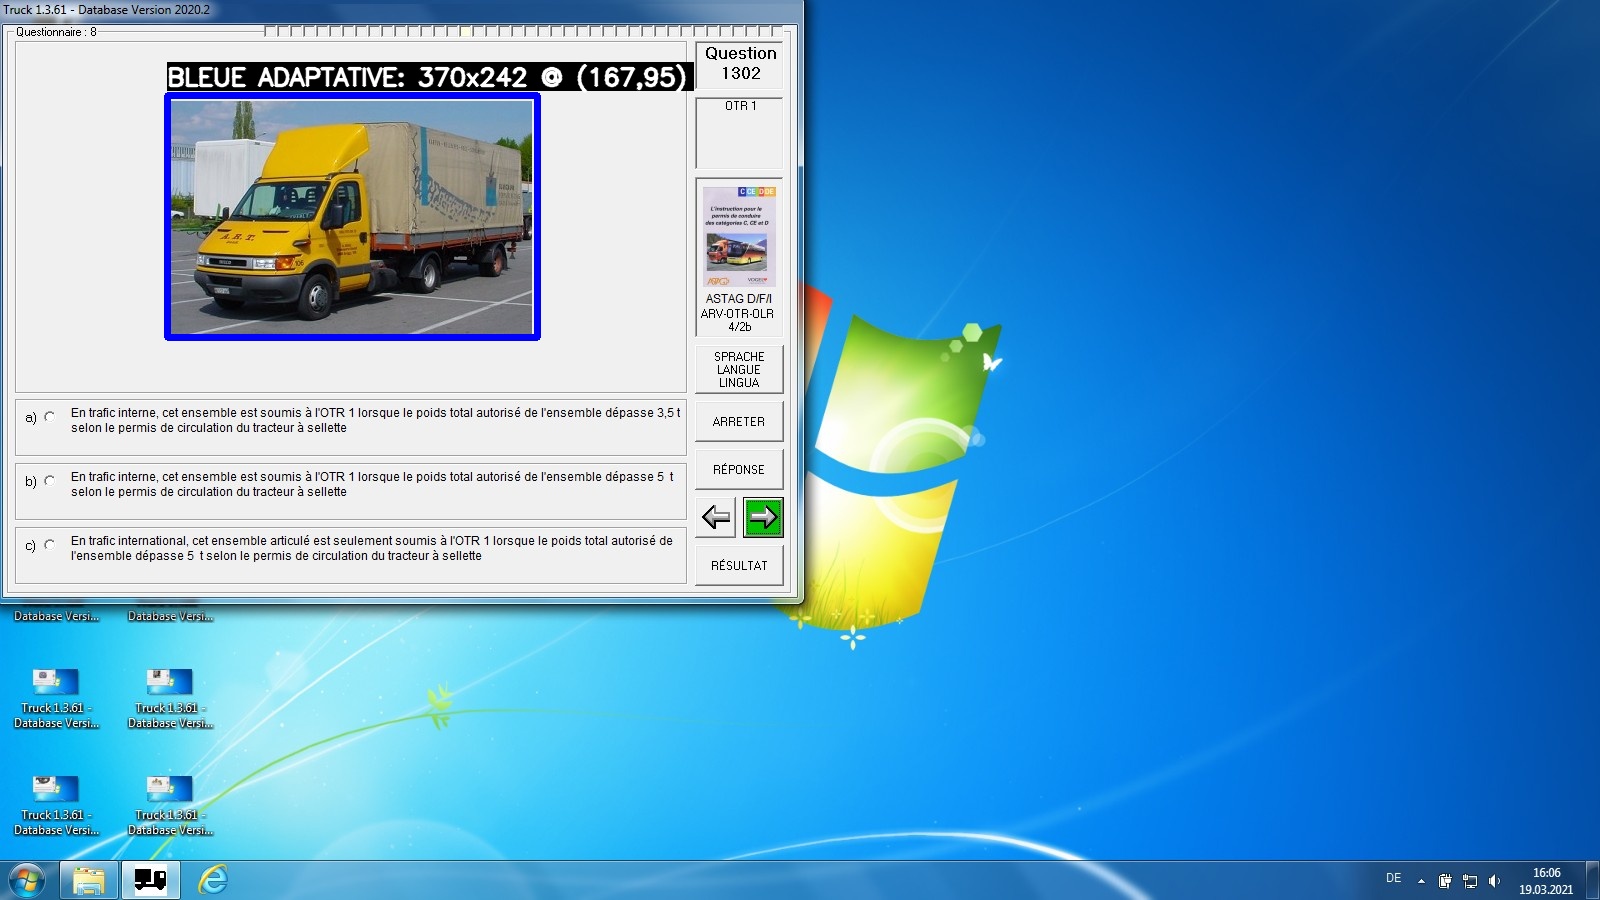 Truck 1.3.61 - Database Version 2020.2
Questionnaire : 8
BLEUE ADAPTATIVE: 370x242 @ (167,95)
Question
1302
OTR 1
A.R.T.
C CE D DE
L'instruction pour le
permis de conduire
des catégories C, CE et D
ASTAG D/F/I
ARV-OTR-OLR
4/2b
SPRACHE
LANGUE
LINGUA
ARRETER
RÉPONSE
RÉSULTAT
a) En trafic interne, cet ensemble est soumis à l'OTR 1 lorsque le poids total autorisé de l'ensemble dépasse 3,5 t
selon le permis de circulation du tracteur à sellette
b) En trafic interne, cet ensemble est soumis à l'OTR 1 lorsque le poids total autorisé de l'ensemble dépasse 5 t
selon le permis de circulation du tracteur à sellette
c) En trafic international, cet ensemble articulé est seulement soumis à l'OTR 1 lorsque le poids total autorisé de
l'ensemble dépasse 5 t selon le permis de circulation du tracteur à sellette
Database Versi...
Database Versi...
Truck 1.3.61 -
Database Versi...
Truck 1.3.61 -
Database Versi...
Truck 1.3.61 -
Database Versi...
Truck 1.3.61 -
Database Versi...
DE
16:06
19.03.2021